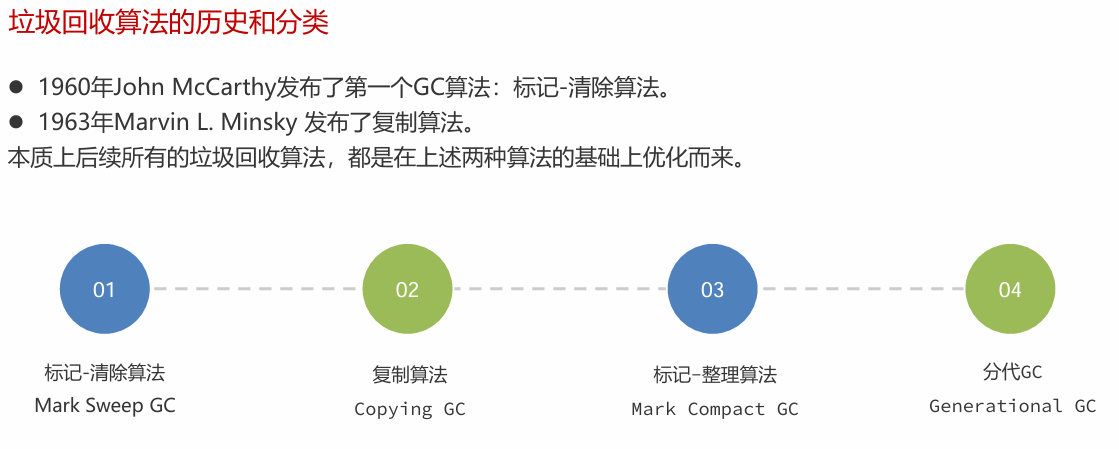 垃圾回收算法的历史和分类
● 1960年John McCarthy发布了第一个GC算法：标记-清除算法。
● 1963年Marvin L. Minsky 发布了复制算法。
本质上后续所有的垃圾回收算法，都是在上述两种算法的基础上优化而来。
01
02
03
04
标记-清除算法
Mark Sweep GC
复制算法
Copying GC
标记-整理算法
Mark Compact GC
分代GC
Generational GC